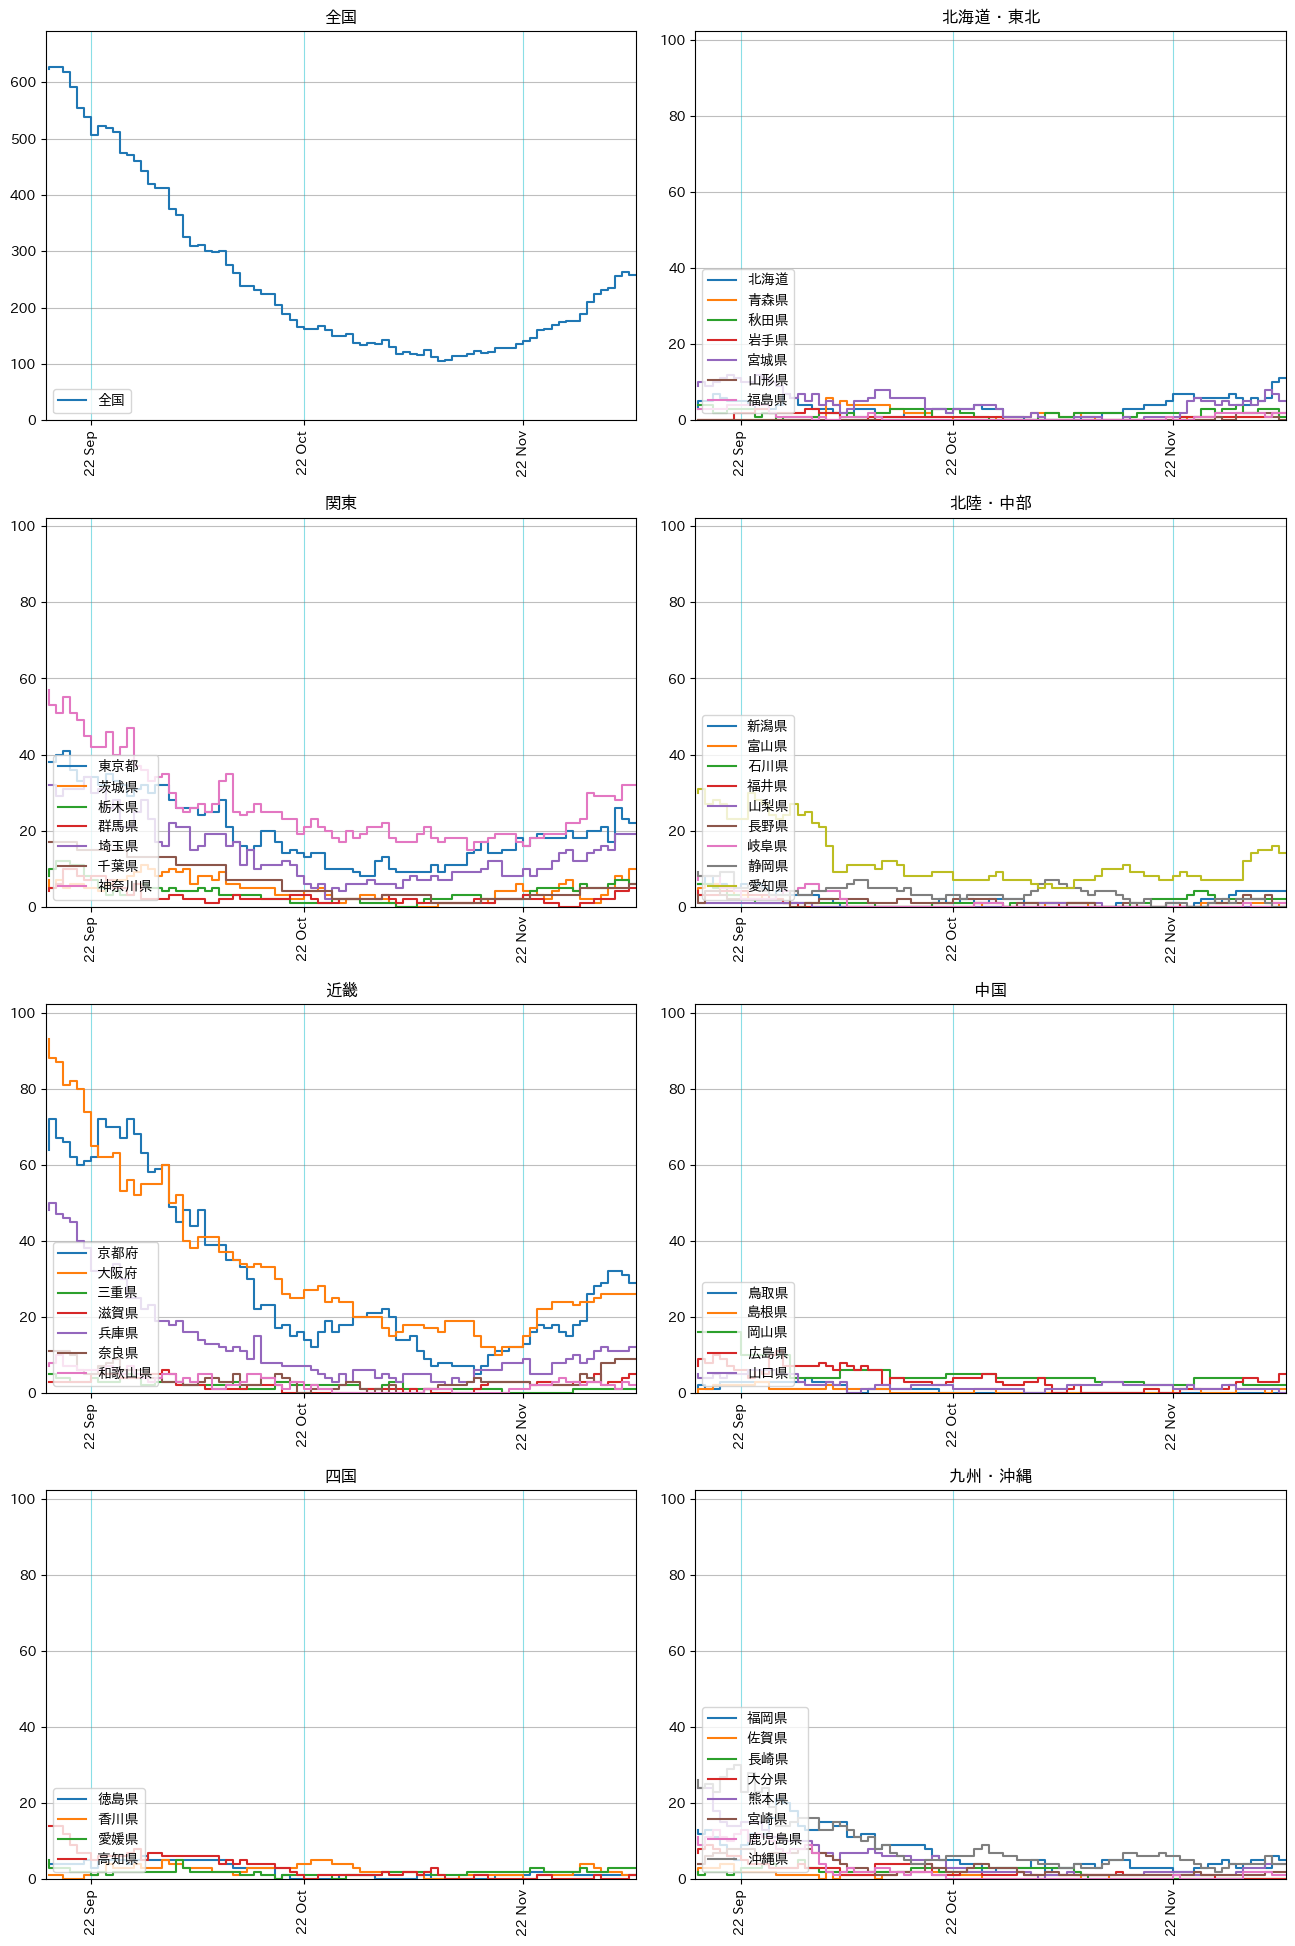 全国
600
500
400
300
200
100
0
全国
22 Sep
22 Oct
22 Nov
北海道・東北
100
80
60
40
20
0
北海道
青森県
秋田県
岩手県
宮城県
山形県
福島県
22 Sep
22 Oct
22 Nov
関東
100
80
60
40
20
0
東京都
茨城県
栃木県
群馬県
埼玉県
千葉県
神奈川県
22 Sep
22 Oct
22 Nov
北陸・中部
100
80
60
40
20
0
新潟県
富山県
石川県
福井県
山梨県
長野県
岐阜県
静岡県
愛知県
22 Sep
22 Oct
22 Nov
近畿
100
80
60
40
20
0
京都府
大阪府
三重県
滋賀県
兵庫県
奈良県
和歌山県
22 Sep
22 Oct
22 Nov
中国
100
80
60
40
20
0
鳥取県
島根県
岡山県
広島県
山口県
22 Sep
22 Oct
22 Nov
四国
100
80
60
40
20
0
徳島県
香川県
愛媛県
高知県
22 Sep
22 Oct
22 Nov
九州・沖縄
100
80
60
40
20
0
福岡県
佐賀県
長崎県
大分県
熊本県
宮崎県
鹿児島県
沖縄県
22 Sep
22 Oct
22 Nov